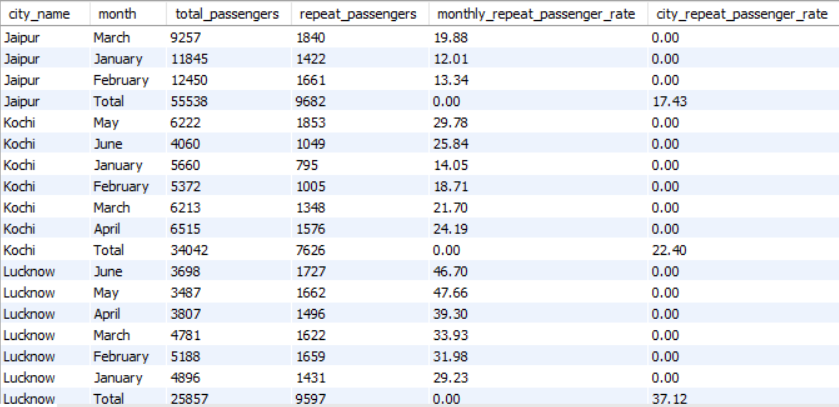 city_name month total_passengers repeat_passengers monthly_repeat_passenger_rate city_repeat_passenger_rate
Jaipur March 9257 1840 19.88 0.00
Jaipur January 11845 1422 12.01 0.00
Jaipur February 12450 1661 13.34 0.00
Jaipur Total 55538 9682 0.00 17.43
Kochi May 6222 1853 29.78 0.00
Kochi June 4060 1049 25.84 0.00
Kochi January 5660 795 14.05 0.00
Kochi February 5372 1005 18.71 0.00
Kochi March 6213 1348 21.70 0.00
Kochi April 6515 1576 24.19 0.00
Kochi Total 34042 7626 0.00 22.40
Lucknow June 3698 1727 46.70 0.00
Lucknow May 3487 1662 47.66 0.00
Lucknow April 3807 1496 39.30 0.00
Lucknow March 4781 1622 33.93 0.00
Lucknow February 5188 1659 31.98 0.00
Lucknow January 4896 1431 29.23 0.00
Lucknow Total 25857 9597 0.00 37.12